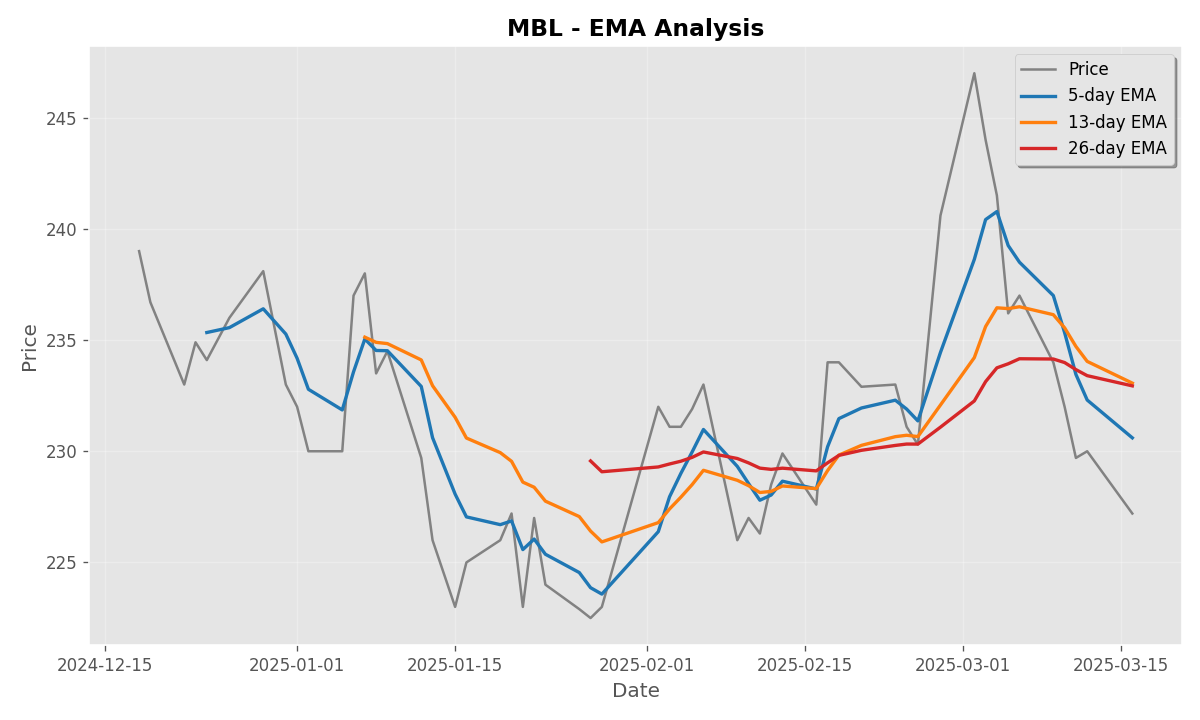 MBL - EMA Analysis
Price
5-day EMA
13-day EMA
26-day EMA
245
240
235
230
225
Price
2024-12-15
2025-01-01
2025-01-15
2025-02-01
2025-02-15
2025-03-01
2025-03-15
Date